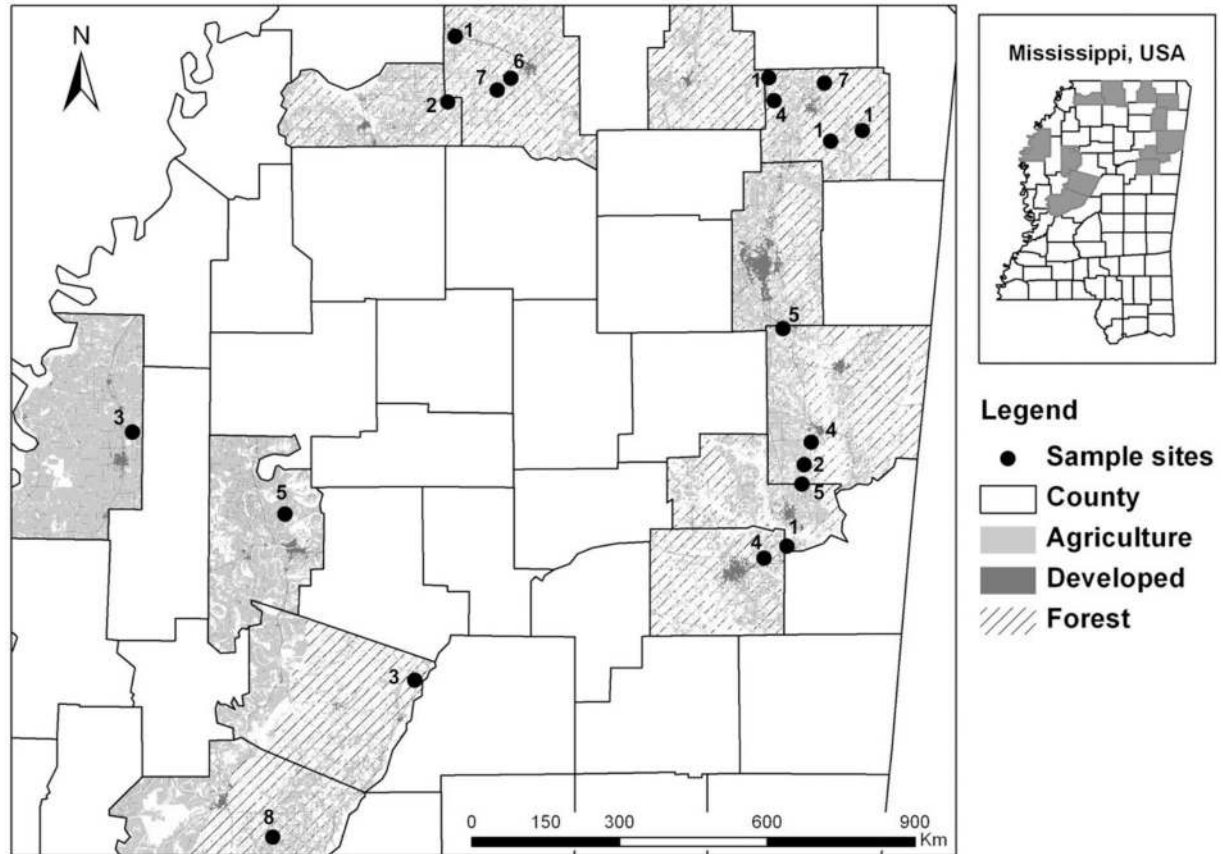 N
1
6
7
2
1
7
4
1
1
5
3
4
2
5
5
1
4
3
8
0 150 300 600 900
Km
Mississippi, USA
Legend
Sample sites
County
Agriculture
Developed
Forest